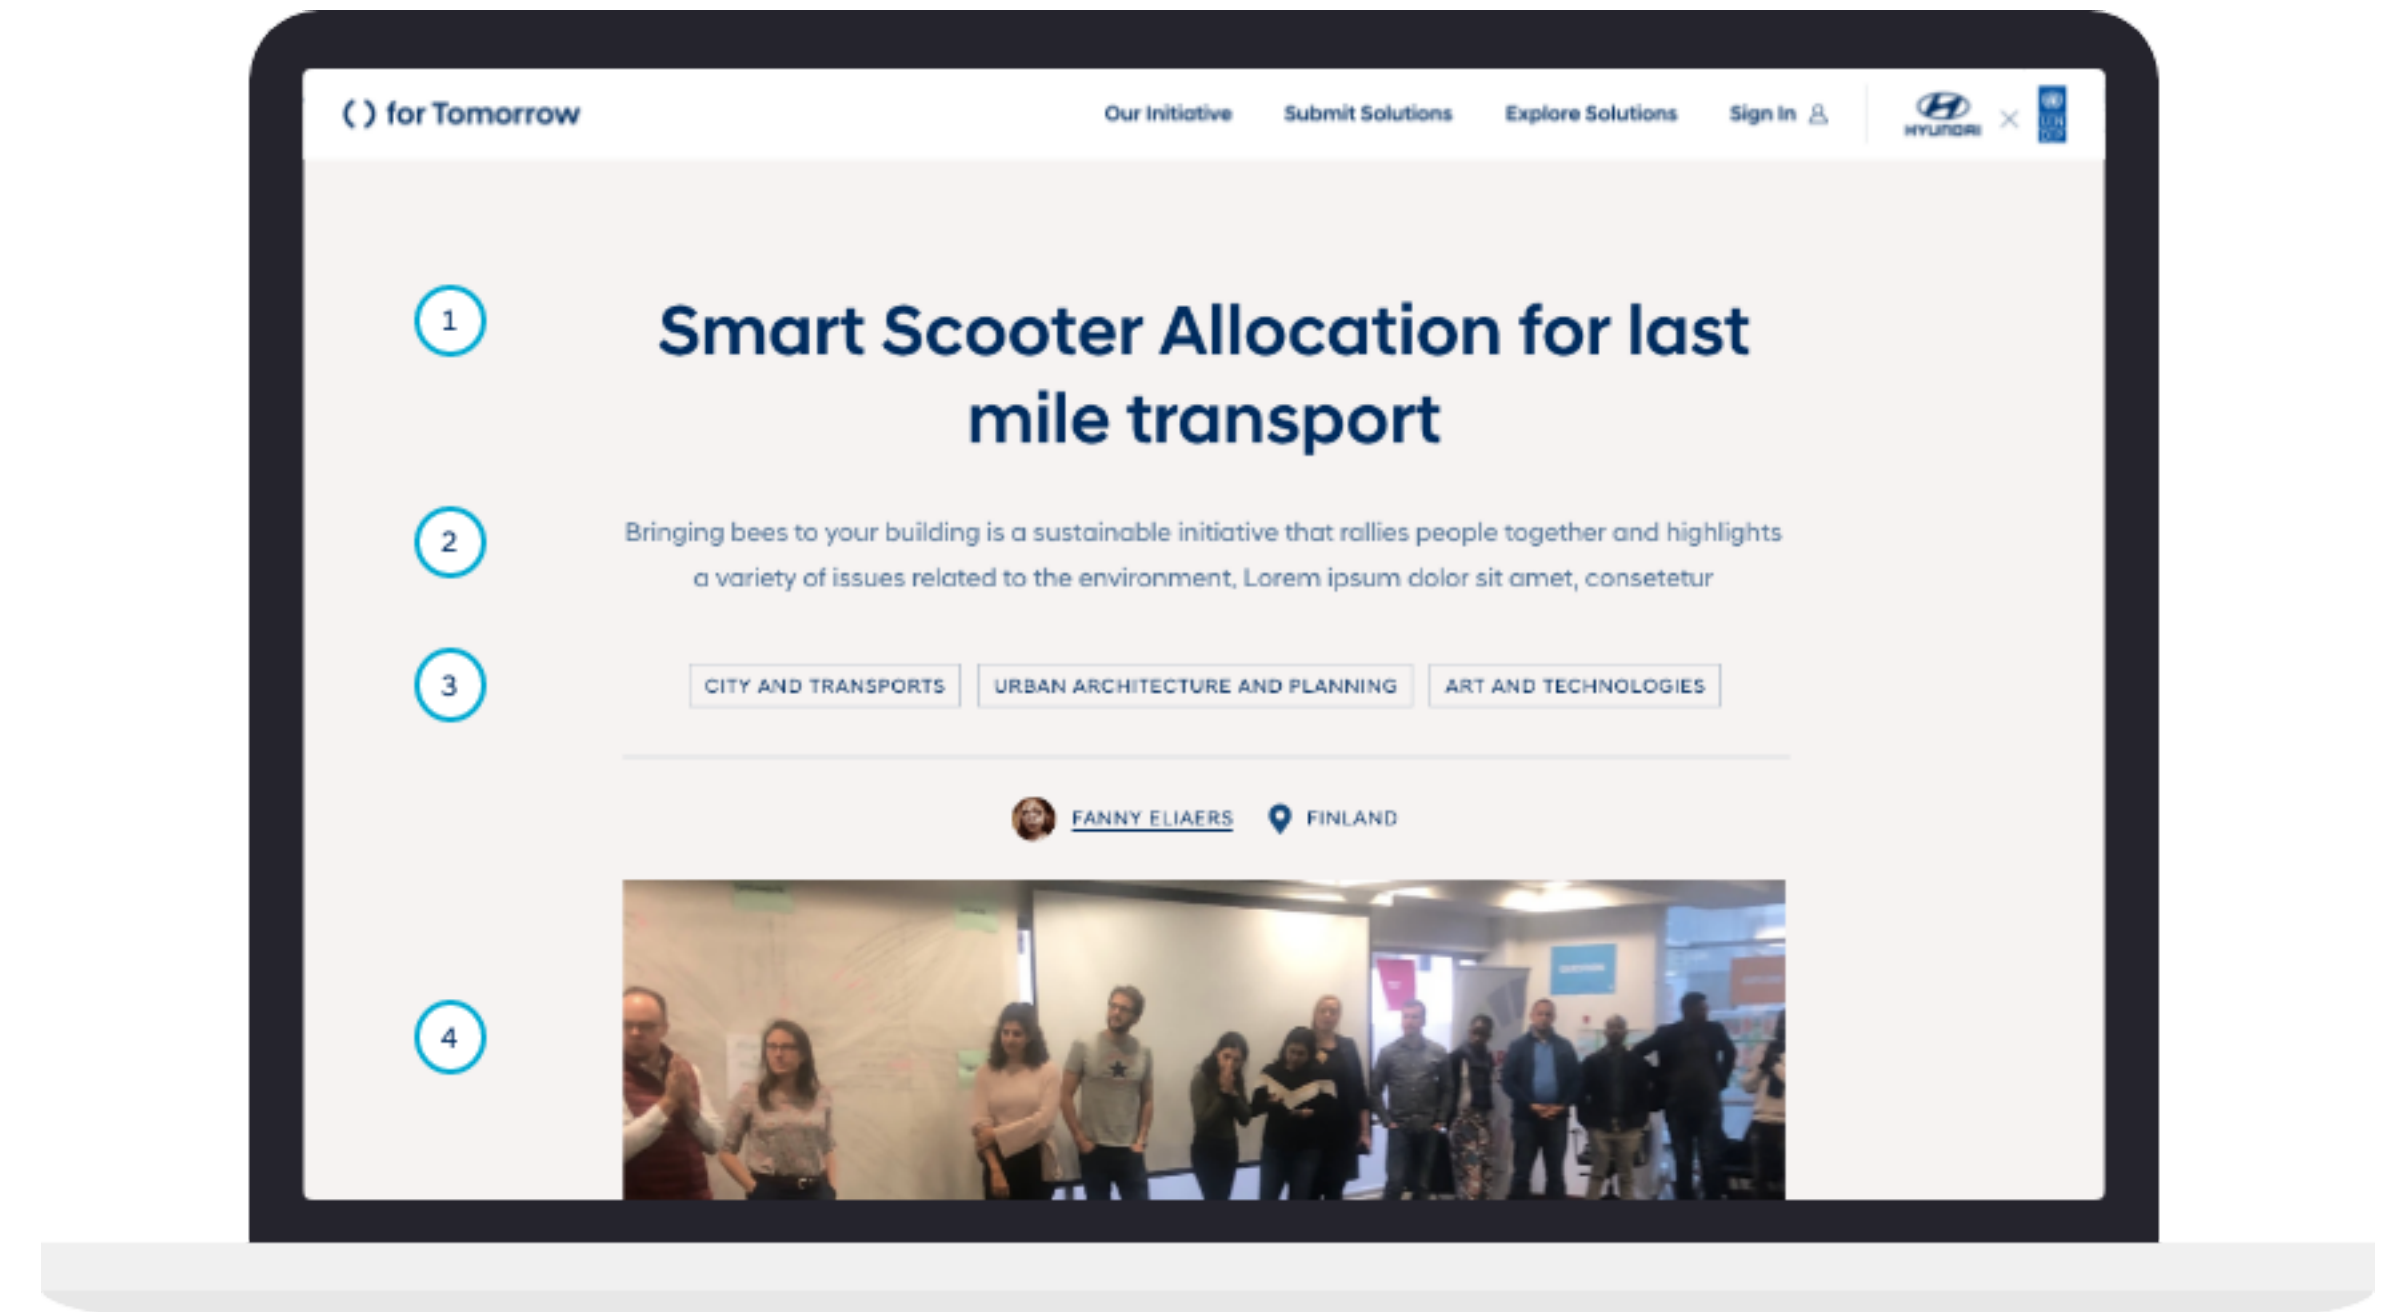 () for Tomorrow
Our Initiative Submit Solutions Explore Solutions Sign In
HYUNDAI
UN
DP
1
Smart Scooter Allocation for last
mile transport
2
Bringing bees to your building is a sustainable initiative that rallies people together and highlights
a variety of issues related to the environment, Lorem ipsum dolor sit amet, consetetur
3
CITY AND TRANSPORTS URBAN ARCHITECTURE AND PLANNING ART AND TECHNOLOGIES
FANNY ELIAERS FINLAND
4